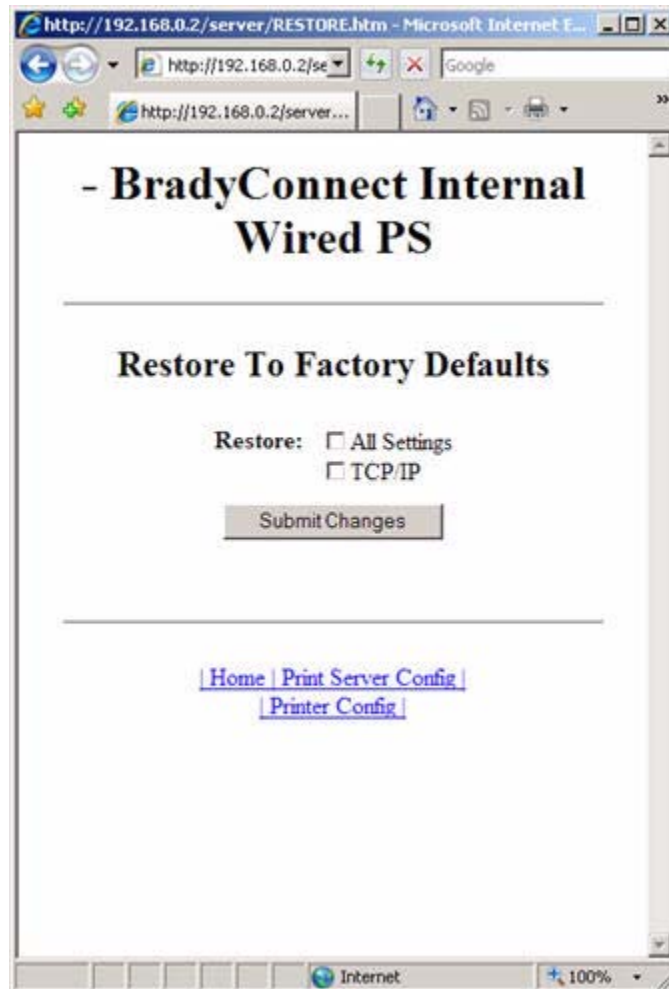 http://192.168.0.2/server/RESTORE.htm - Microsoft Internet E...
http://192.168.0.2/se
Google
http://192.168.0.2/server...
- BradyConnect Internal
Wired PS
Restore To Factory Defaults
Restore: All Settings
TCP/IP
Submit Changes
| Home | Print Server Config |
| Printer Config |
Internet 100%